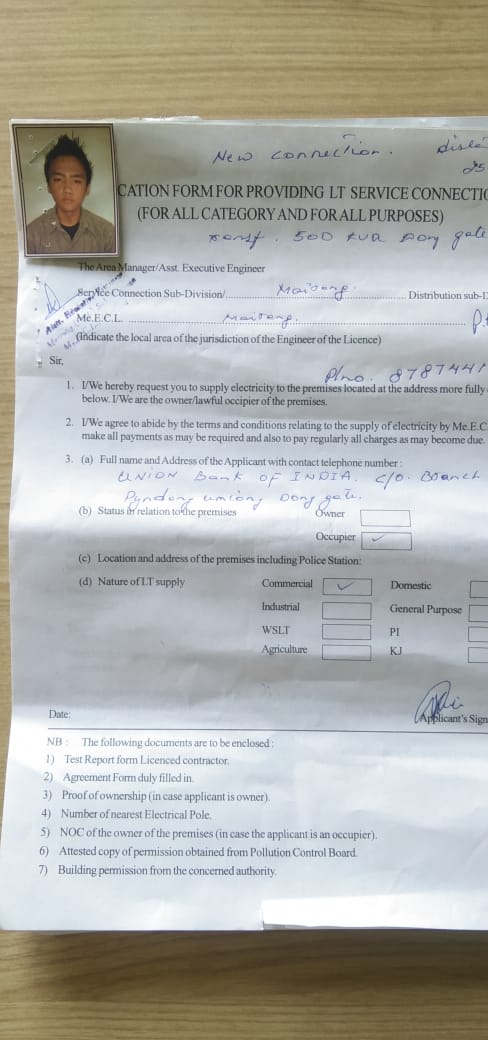 New connection. 
25
CATION FORM FOR PROVIDING LT SERVICE CONNECTIO
(FOR ALL CATEGORY AND FOR ALL PURPOSES)
500 KVA Dong gate
The Area Manager/Asst. Executive Engineer
Service Connection Sub-Division/ Mairang. Distribution sub-D
Me.E.C.L. Mairang.
(Indicate the local area of the jurisdiction of the Engineer of the Licence)
Sir,
P/no. 8787441
1. I/We hereby request you to supply electricity to the premises located at the address more fully
below. I/We are the owner/lawful occipier of the premises.
2. I/We agree to abide by the terms and conditions relating to the supply of electricity by Me.E.C.
make all payments as may be required and also to pay regularly all charges as may become due.
3. (a) Full name and Address of the Applicant with contact telephone number :
UNION Bank OF INDIA. C/O. Branch
Pyndeng umiong Dong gate.
(b) Status in relation to the premises Owner
Occupier ✓
(c) Location and address of the premises including Police Station:
(d) Nature of LT supply Commercial ✓ Domestic
Industrial General Purpose
WSLT PI
Agriculture KJ
Date: Applicant's Sign
NB : The following documents are to be enclosed :
1) Test Report form Licenced contractor.
2) Agreement Form duly filled in.
3) Proof of ownership (in case applicant is owner).
4) Number of nearest Electrical Pole.
5) NOC of the owner of the premises (in case the applicant is an occupier).
6) Attested copy of permission obtained from Pollution Control Board.
7) Building permission from the concerned authority.